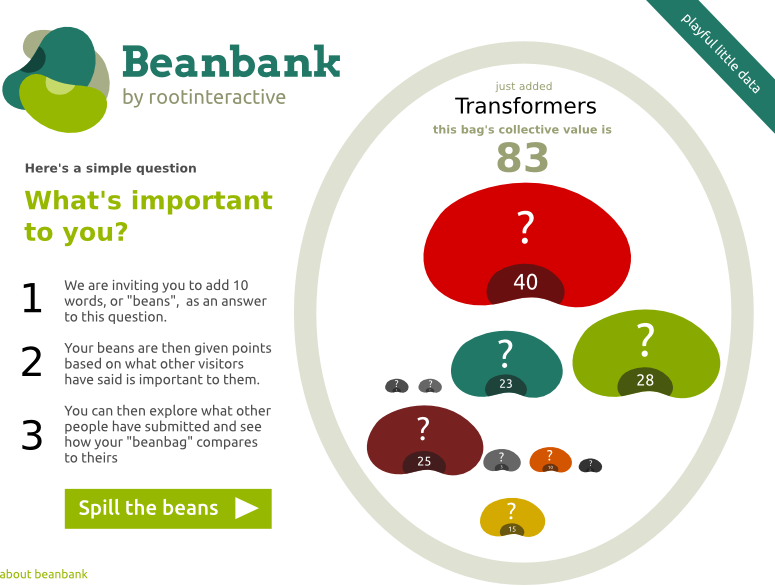 Beanbank
by rootinteractive
playful little data
Here's a simple question
What's important
to you?
1
We are inviting you to add 10
words, or "beans", as an answer
to this question.
2
Your beans are then given points
based on what other visitors
have said is important to them.
3
You can then explore what other
people have submitted and see
how your "beanbag" compares
to theirs
Spill the beans
about beanbank
just added
Transformers
this bag's collective value is
83
?
40
?
28
?
23
?
?
?
25
?
?
10
?
?
15